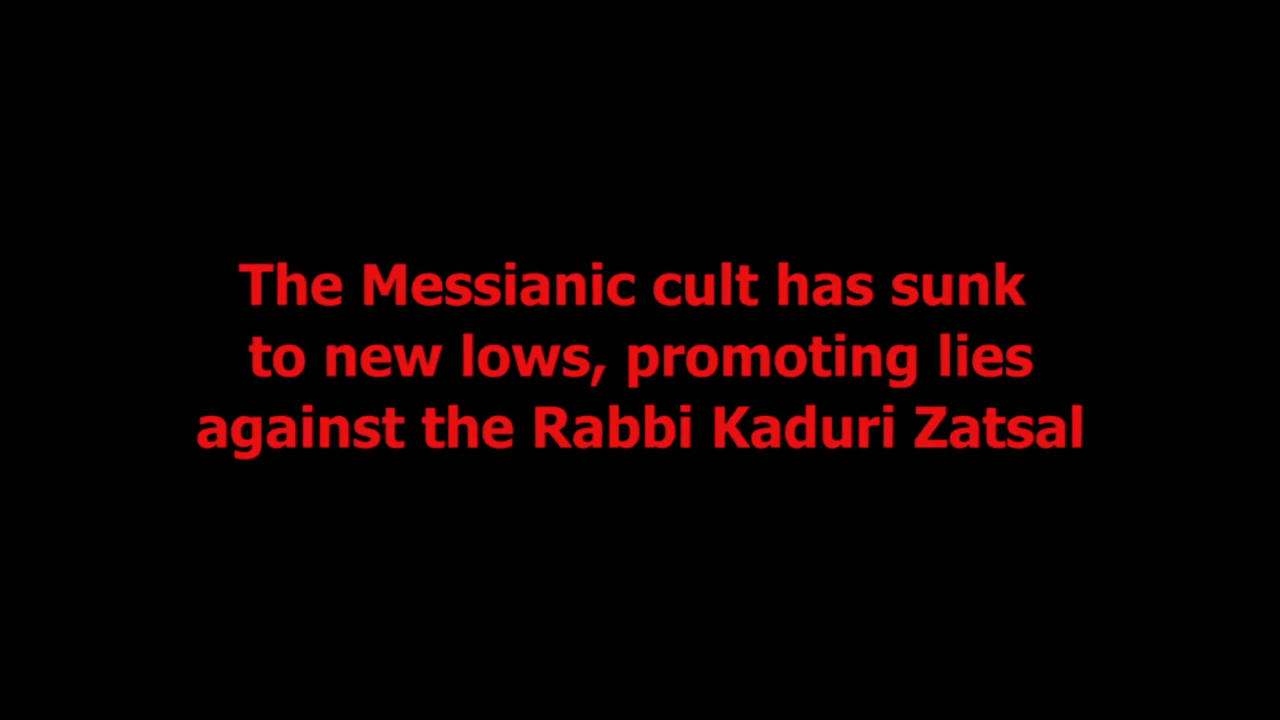 The Messianic cult has sunk
to new lows, promoting lies
against the Rabbi Kaduri Zatsal